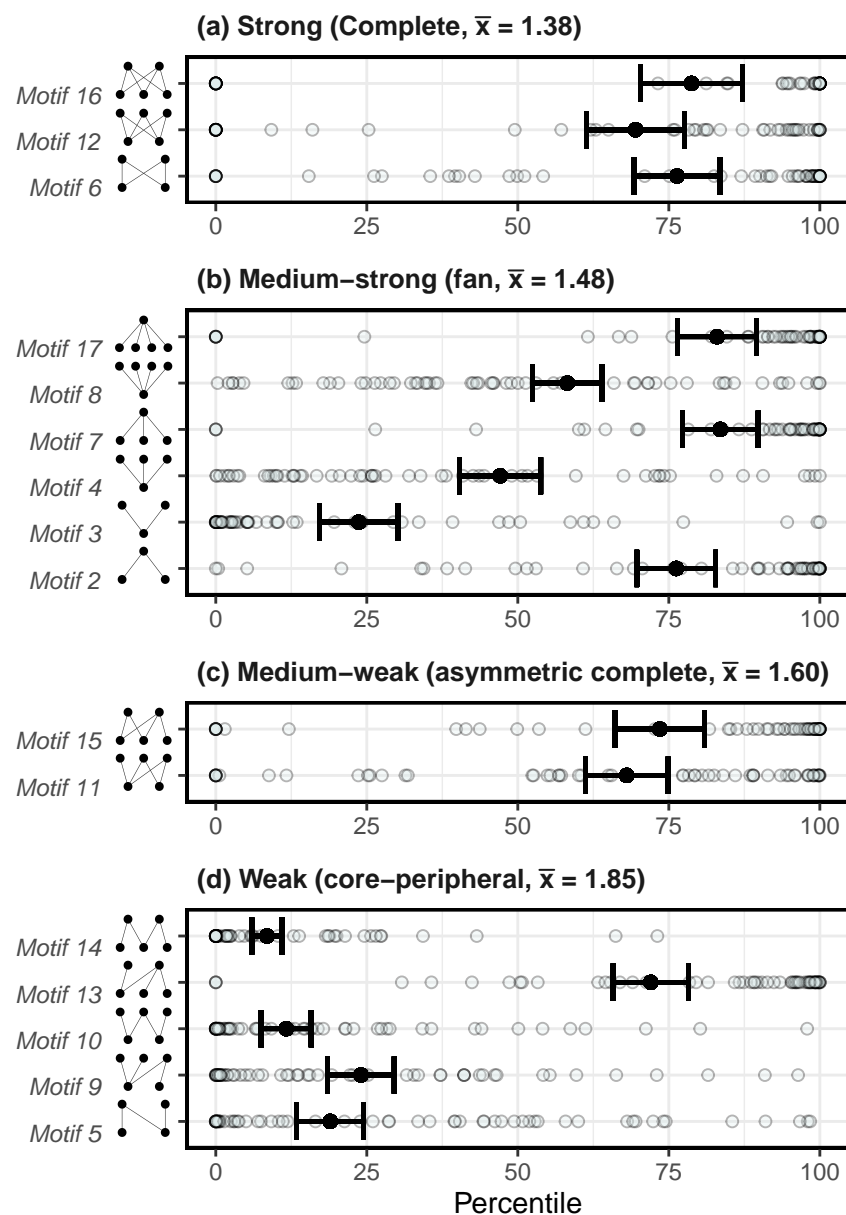 (a) Strong (Complete, x̅ = 1.38)
Motif 16
Motif 12
Motif 6
0 25 50 75 100
(b) Medium−strong (fan, x̅ = 1.48)
Motif 17
Motif 8
Motif 7
Motif 4
Motif 3
Motif 2
0 25 50 75 100
(c) Medium−weak (asymmetric complete, x̅ = 1.60)
Motif 15
Motif 11
0 25 50 75 100
(d) Weak (core−peripheral, x̅ = 1.85)
Motif 14
Motif 13
Motif 10
Motif 9
Motif 5
0 25 50 75 100
Percentile